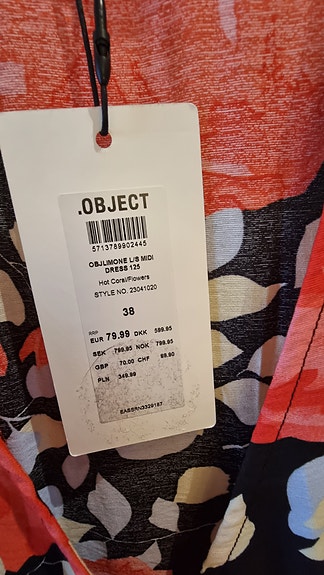 .OBJECT
5713789902445
OBJLIMONE L/S MIDI
DRESS 125
Hot Coral/Flowers
STYLE NO. 23041020
38
RRP
EUR 79.99 DKK 599.95
SEK 799.95 NOK 799.95
GBP 70.00 CHF 89.90
PLN 349.99
EABSRN3329187